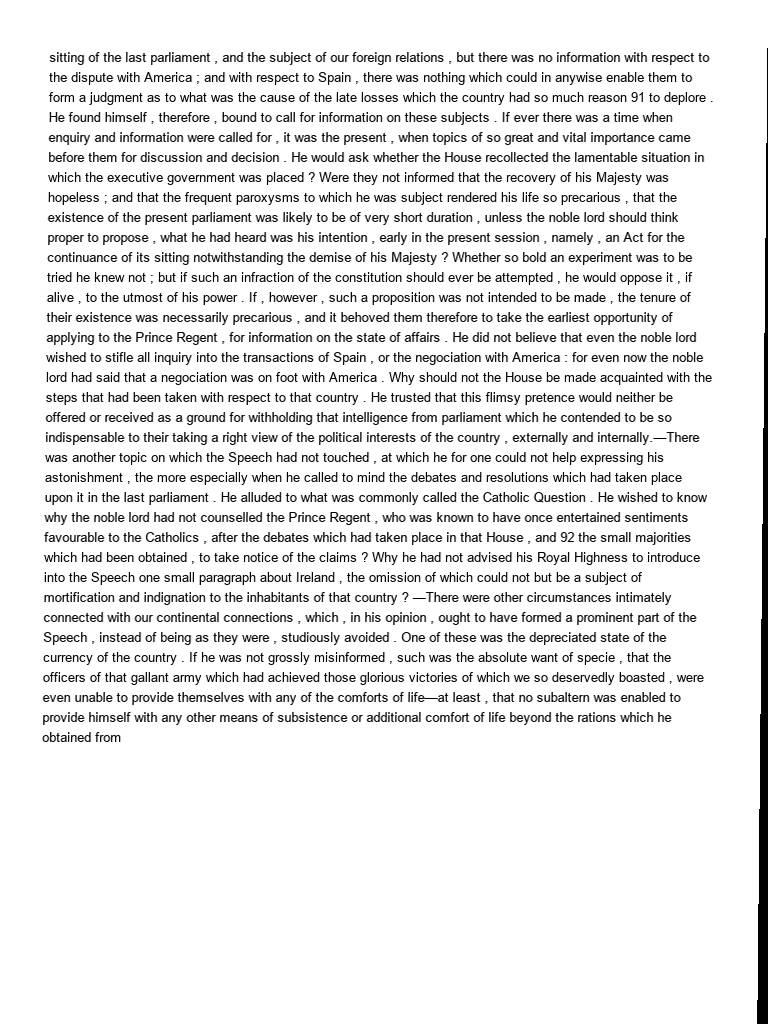 sitting of the last parliament , and the subject of our foreign relations , but there was no information with respect to
the dispute with America ; and with respect to Spain , there was nothing which could in anywise enable them to
form a judgment as to what was the cause of the late losses which the country had so much reason 91 to deplore .
He found himself , therefore , bound to call for information on these subjects . If ever there was a time when
enquiry and information were called for , it was the present , when topics of so great and vital importance came
before them for discussion and decision . He would ask whether the House recollected the lamentable situation in
which the executive government was placed ? Were they not informed that the recovery of his Majesty was
hopeless ; and that the frequent paroxysms to which he was subject rendered his life so precarious , that the
existence of the present parliament was likely to be of very short duration , unless the noble lord should think
proper to propose , what he had heard was his intention , early in the present session , namely , an Act for the
continuance of its sitting notwithstanding the demise of his Majesty ? Whether so bold an experiment was to be
tried he knew not ; but if such an infraction of the constitution should ever be attempted , he would oppose it , if
alive , to the utmost of his power . If , however , such a proposition was not intended to be made , the tenure of
their existence was necessarily precarious , and it behoved them therefore to take the earliest opportunity of
applying to the Prince Regent , for information on the state of affairs . He did not believe that even the noble lord
wished to stifle all inquiry into the transactions of Spain , or the negociation with America : for even now the noble
lord had said that a negociation was on foot with America . Why should not the House be made acquainted with the
steps that had been taken with respect to that country . He trusted that this flimsy pretence would neither be
offered or received as a ground for withholding that intelligence from parliament which he contended to be so
indispensable to their taking a right view of the political interests of the country , externally and internally.—There
was another topic on which the Speech had not touched , at which he for one could not help expressing his
astonishment , the more especially when he called to mind the debates and resolutions which had taken place
upon it in the last parliament . He alluded to what was commonly called the Catholic Question . He wished to know
why the noble lord had not counselled the Prince Regent , who was known to have once entertained sentiments
favourable to the Catholics , after the debates which had taken place in that House , and 92 the small majorities
which had been obtained , to take notice of the claims ? Why he had not advised his Royal Highness to introduce
into the Speech one small paragraph about Ireland , the omission of which could not but be a subject of
mortification and indignation to the inhabitants of that country ? —There were other circumstances intimately
connected with our continental connections , which , in his opinion , ought to have formed a prominent part of the
Speech , instead of being as they were , studiously avoided . One of these was the depreciated state of the
currency of the country . If he was not grossly misinformed , such was the absolute want of specie , that the
officers of that gallant army which had achieved those glorious victories of which we so deservedly boasted , were
even unable to provide themselves with any of the comforts of life—at least , that no subaltern was enabled to
provide himself with any other means of subsistence or additional comfort of life beyond the rations which he
obtained from